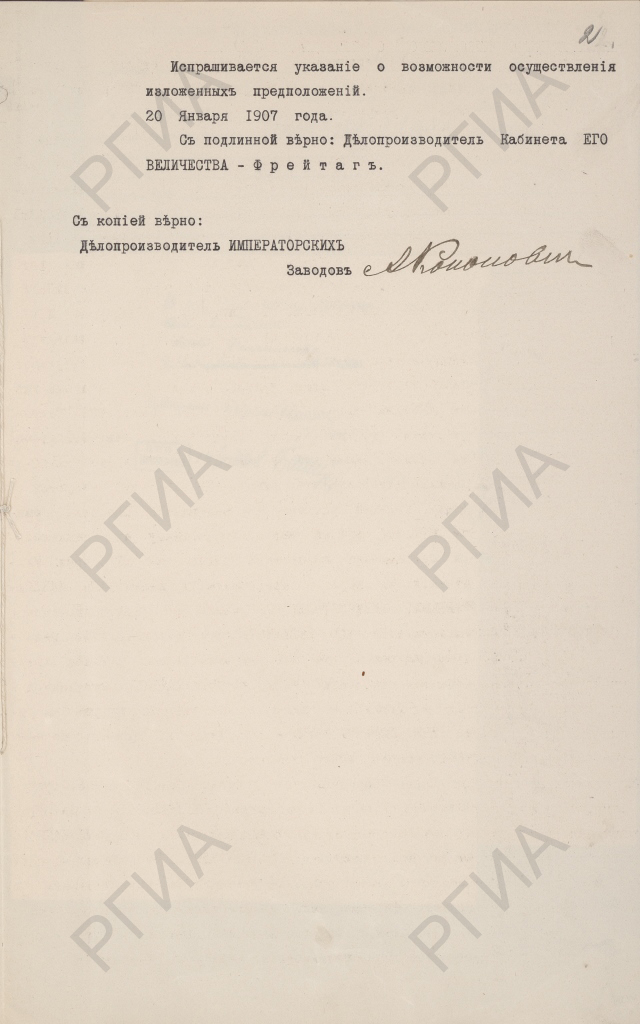 2
Испрашивается указаніе о возможности осуществленія
изложенныхъ предположеній.
20 Января 1907 года.
Съ подлинной вѣрно: Дѣлопроизводитель Кабинета ЕГО
ВЕЛИЧЕСТВА - Ф р е й т а г ъ.
Съ копіей вѣрно:
Дѣлопроизводитель ИМПЕРАТОРСКИХЪ
Заводовъ А Кононович
РГИА РГИА
РГИА РГИА
РГИА РГИА